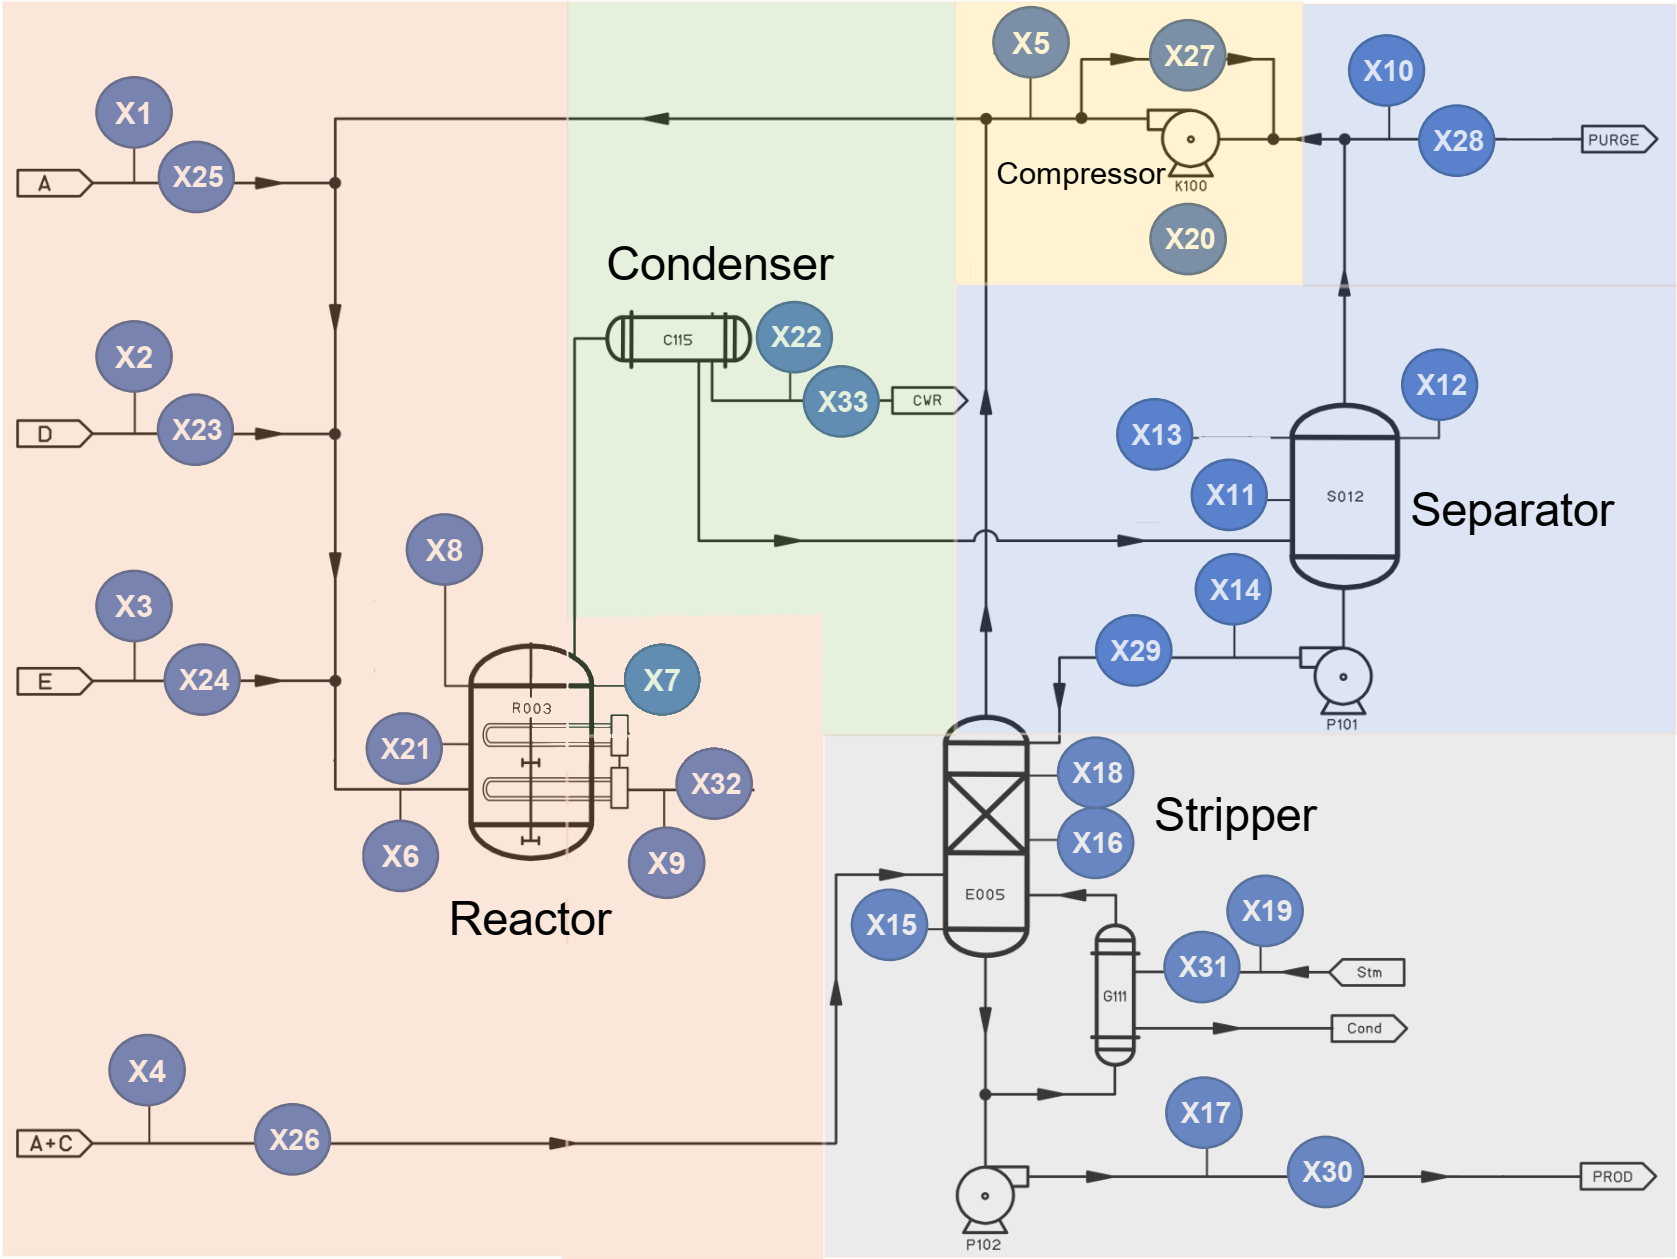 X5
X27
X10
X1
X28
PURGE
A
X25
Compressor
K100
X20
Condenser
X2
C115
X22
X12
X33
CWR
D
X23
X13
X11
S012
Separator
X8
X3
X14
E
X24
X7
X29
R003
P101
X21
X18
X32
Stripper
X6
X9
X16
Reactor
E005
X15
X19
X31
Stm
G111
Cond
X4
X17
A+C
X26
X30
PROD
P102